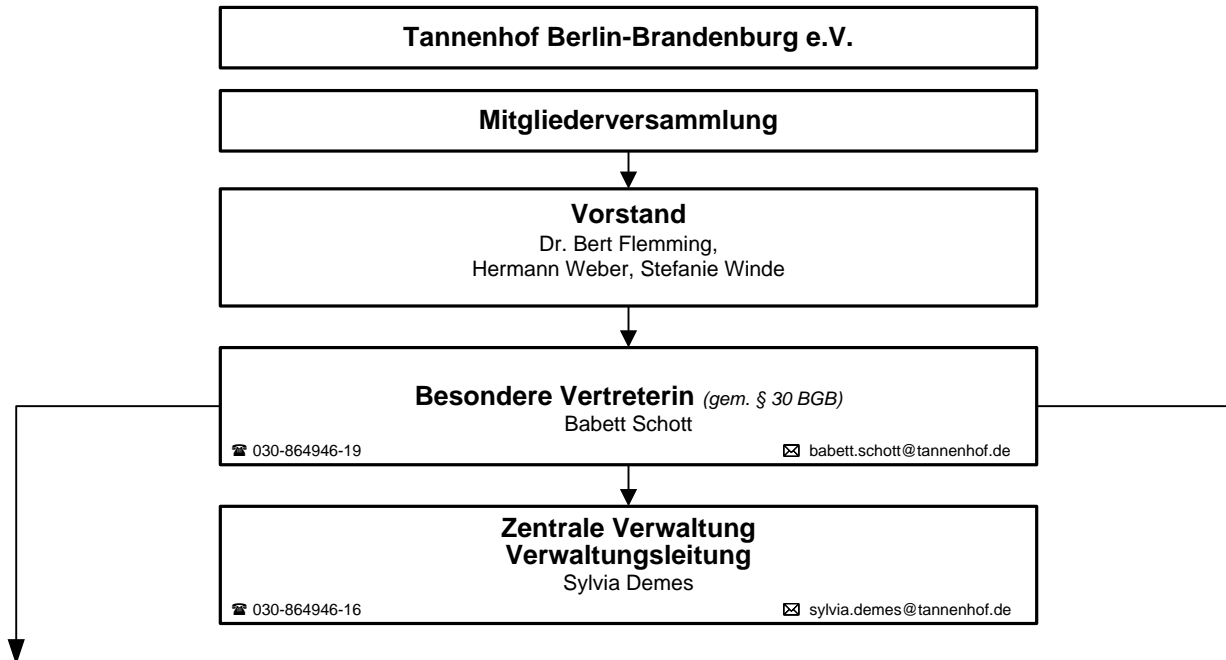 Tannenhof Berlin-Brandenburg e.V.
Mitgliederversammlung
Vorstand
Dr. Bert Flemming,
Hermann Weber, Stefanie Winde
Besondere Vertreterin (gem. § 30 BGB)
Babett Schott
☎ 030-864946-19 ✉ babett.schott@tannenhof.de
Zentrale Verwaltung
Verwaltungsleitung
Sylvia Demes
☎ 030-864946-16 ✉ sylvia.demes@tannenhof.de